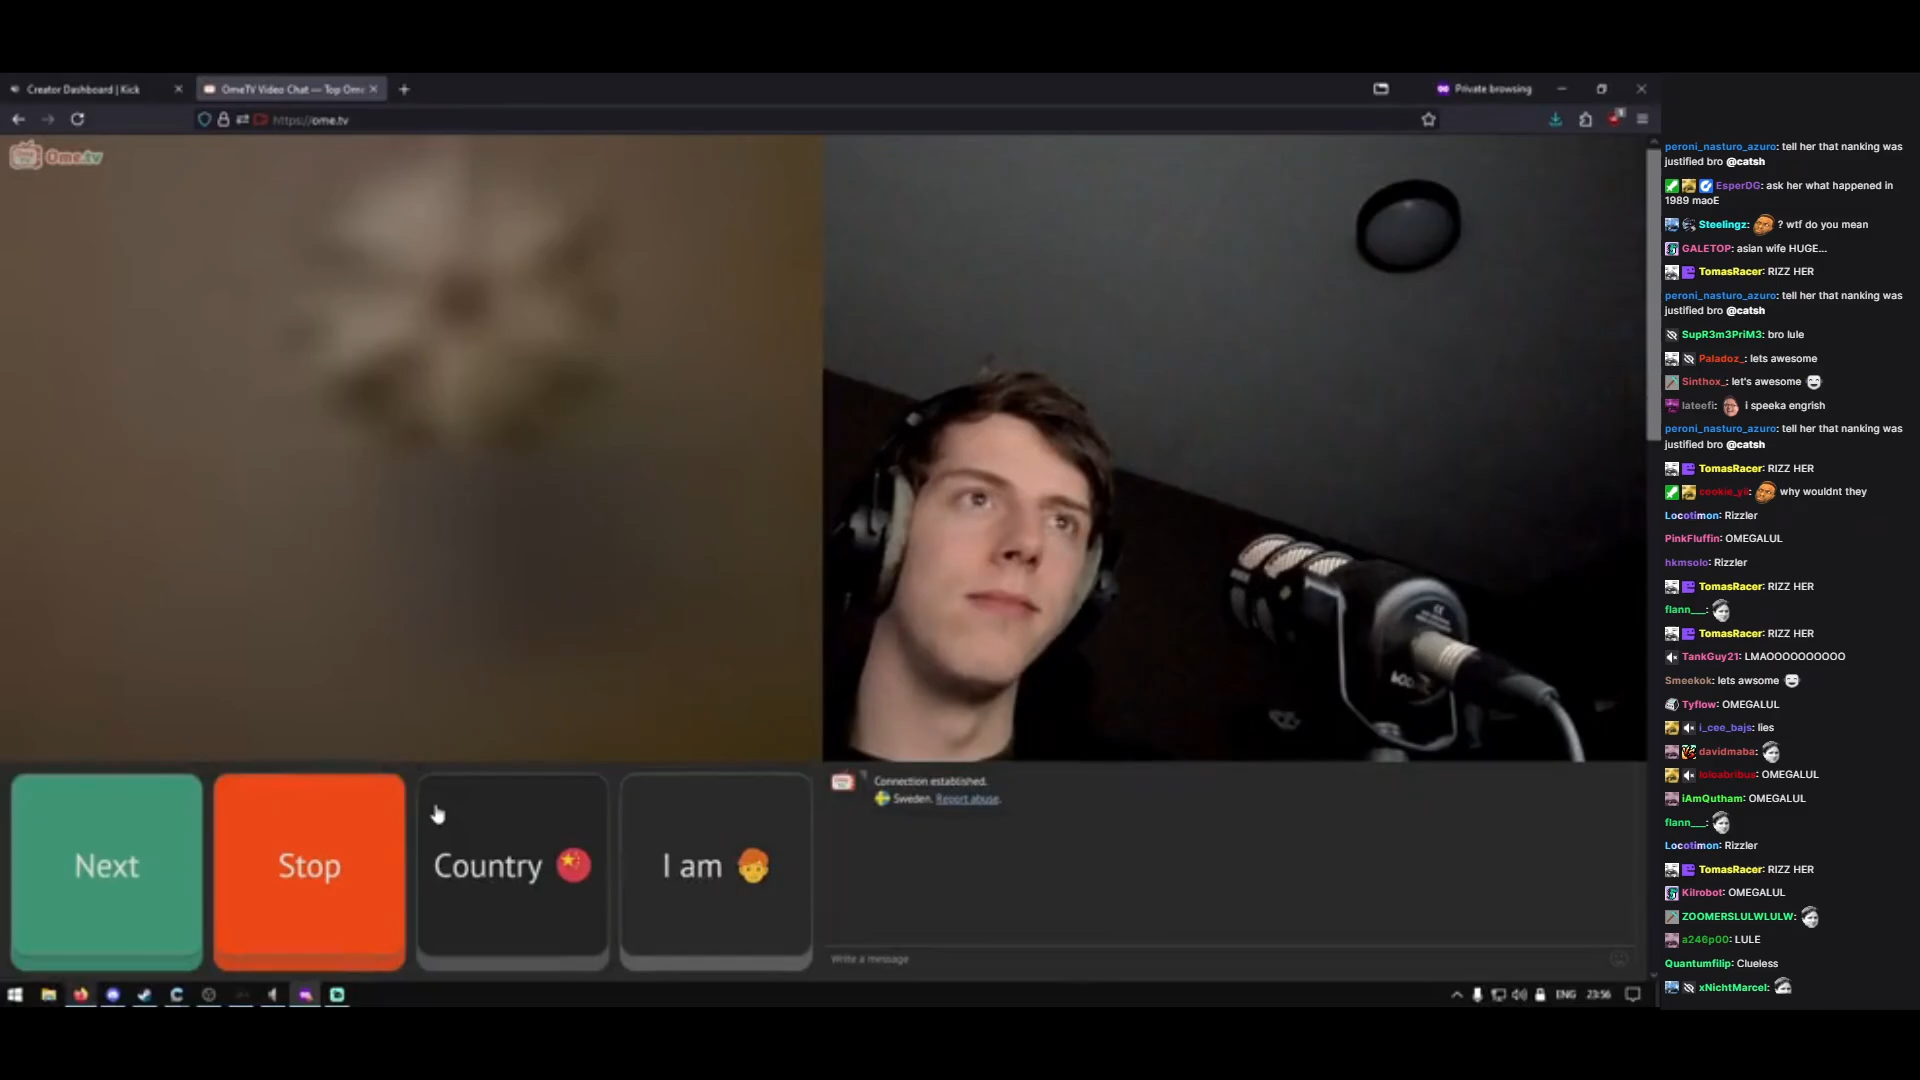 Creator Dashboard | Kick
OmeTV Video Chat — Top Ome
Private browsing
https://ome.tv
Ome.tv
peroni_nasturo_azuro: tell her that nanking was
justified bro @catsh
EsperDG: ask her what happened in
1989 maoE
Steelingz: ? wtf do you mean
GALETOP: asian wife HUGE...
TomasRacer: RIZZ HER
peroni_nasturo_azuro: tell her that nanking was
justified bro @catsh
SupR3m3PriM3: bro lule
Paladoz_: lets awesome
Sinthox_: let's awesome
lateefi: i speeka engrish
peroni_nasturo_azuro: tell her that nanking was
justified bro @catsh
TomasRacer: RIZZ HER
cookie_yii: why wouldnt they
Locotimon: Rizzler
PinkFluffin: OMEGALUL
hkmsolo: Rizzler
TomasRacer: RIZZ HER
flann__:
TomasRacer: RIZZ HER
TankGuy21: LMAOOOOOOOOOO
Smeekok: lets awsome
Tyflow: OMEGALUL
i_cee_bajs: lies
davidmaba:
loloabribus: OMEGALUL
iAmQutham: OMEGALUL
flann__:
Locotimon: Rizzler
TomasRacer: RIZZ HER
Kilrobot: OMEGALUL
ZOOMERSLULWLULW:
a246p00: LULE
Quantumfilip: Clueless
xNichtMarcel:
Connection established.
Sweden. Report abuse.
Next
Stop
Country
I am
Write a message
ENG
23:56